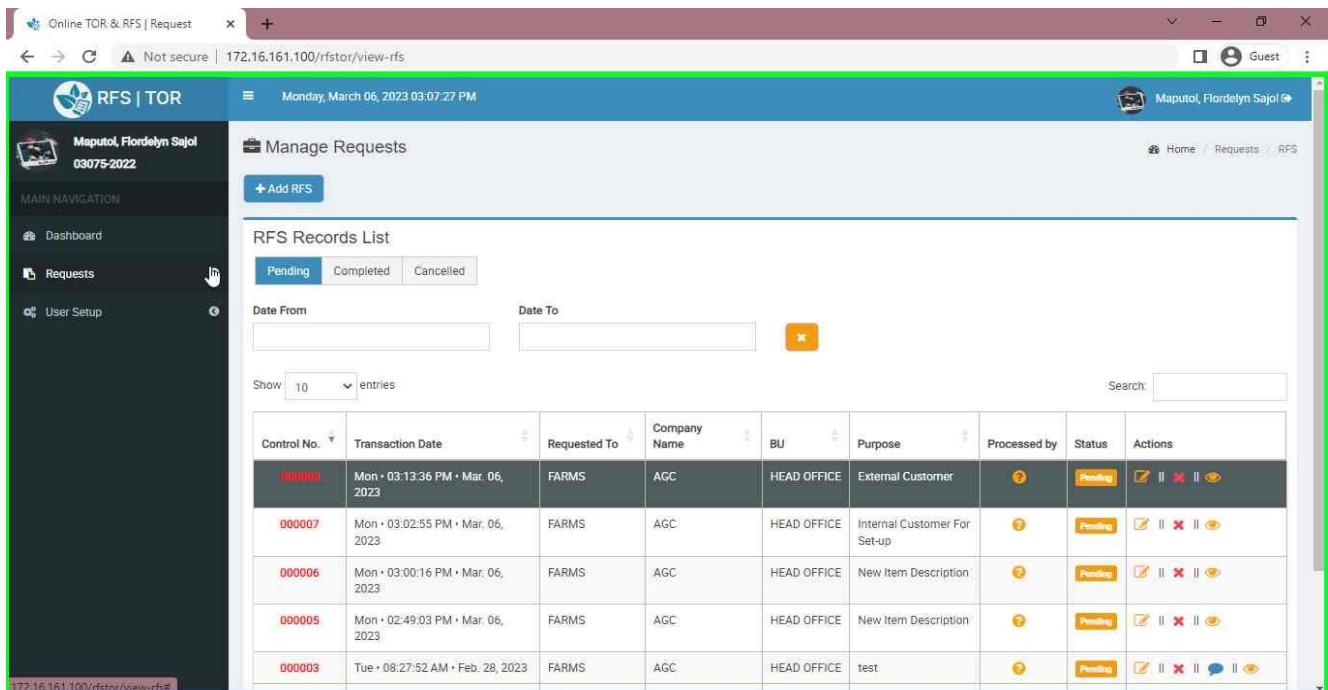 Online TOR & RFS | Request
Not secure | 172.16.161.100/rfstor/view-rfs
Guest
RFS | TOR
Monday, March 06, 2023 03:07:27 PM
Maputol, Flordelyn Sajol
Maputol, Flordelyn Sajol
03075-2022
Manage Requests
Home / Requests / RFS
+ Add RFS
MAIN NAVIGATION
Dashboard
Requests
User Setup
RFS Records List
Pending Completed Cancelled
Date From Date To
Show 10 entries
Search:
Control No. Transaction Date Requested To Company Name BU Purpose Processed by Status Actions
Mon • 03:13:36 PM • Mar. 06, 2023 FARMS AGC HEAD OFFICE External Customer Pending || ||
000007 Mon • 03:02:55 PM • Mar. 06, 2023 FARMS AGC HEAD OFFICE Internal Customer For Set-up Pending || ||
000006 Mon • 03:00:16 PM • Mar. 06, 2023 FARMS AGC HEAD OFFICE New Item Description Pending || ||
000005 Mon • 02:49:03 PM • Mar. 06, 2023 FARMS AGC HEAD OFFICE New Item Description Pending || ||
000003 Tue • 08:27:52 AM • Feb. 28, 2023 FARMS AGC HEAD OFFICE test Pending || || ||
172.16.161.100/rfstor/view-rfs#